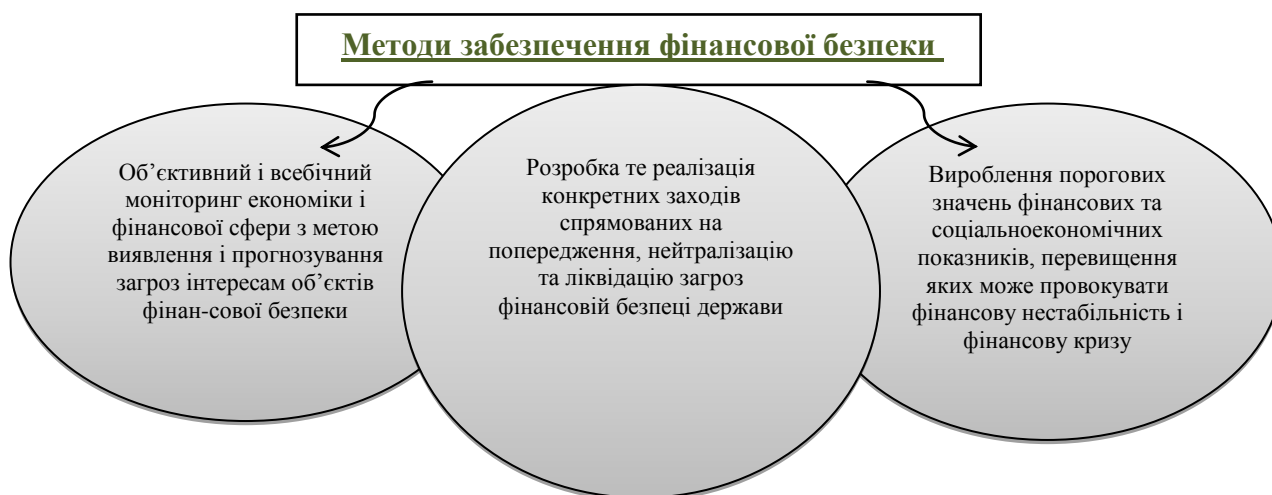 Методи забезпечення фінансової безпеки
Об’єктивний і всебічний
моніторинг економіки і
фінансової сфери з метою
виявлення і прогнозування
загроз інтересам об’єктів
фінан-сової безпеки
Розробка те реалізація
конкретних заходів
спрямованих на
попередження, нейтралізацію
та ліквідацію загроз
фінансовій безпеці держави
Вироблення порогових
значень фінансових та
соціальноекономічних
показників, перевищення
яких може провокувати
фінансову нестабільність і
фінансову кризу